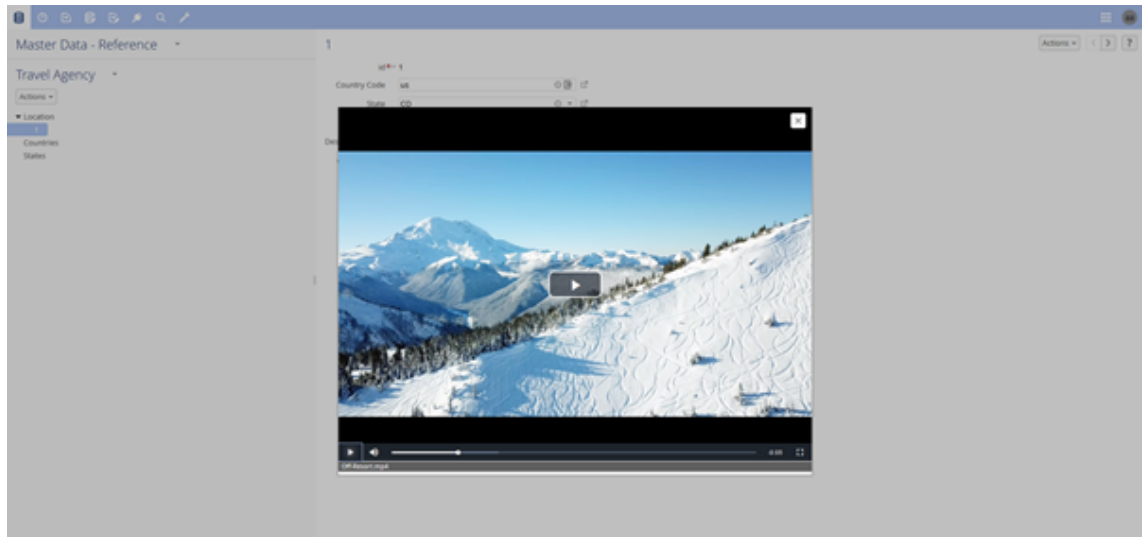 Master Data - Reference
1
Actions
?
Travel Agency
Actions
Location
1
Countries
States
id
1
Country Code
us
State
CO
Des
Off-Resort.mp4